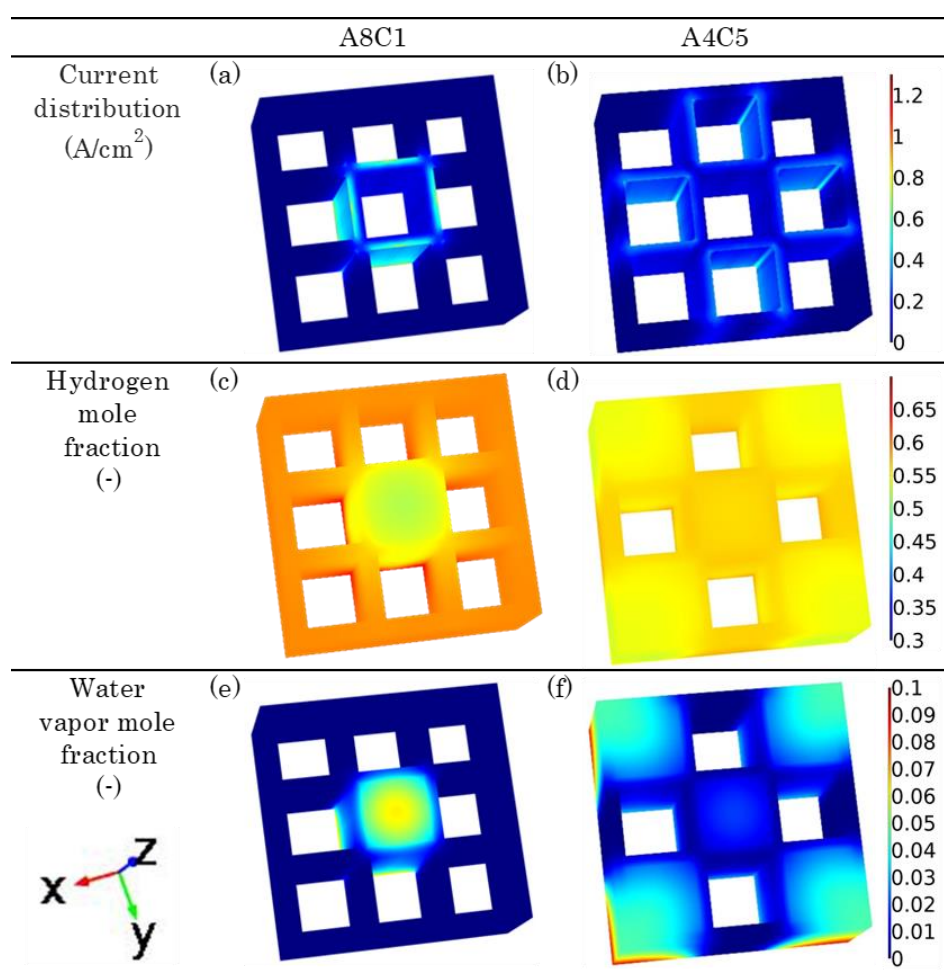 A8C1 A4C5
Current
distribution
(A/cm2)
(a) (b)
1.2
1
0.8
0.6
0.4
0.2
0
Hydrogen
mole
fraction
(-)
(c) (d)
0.65
0.6
0.55
0.5
0.45
0.4
0.35
0.3
Water
vapor mole
fraction
(-)
(e) (f)
0.1
0.09
0.08
0.07
0.06
0.05
0.04
0.03
0.02
0.01
0
x
y
z